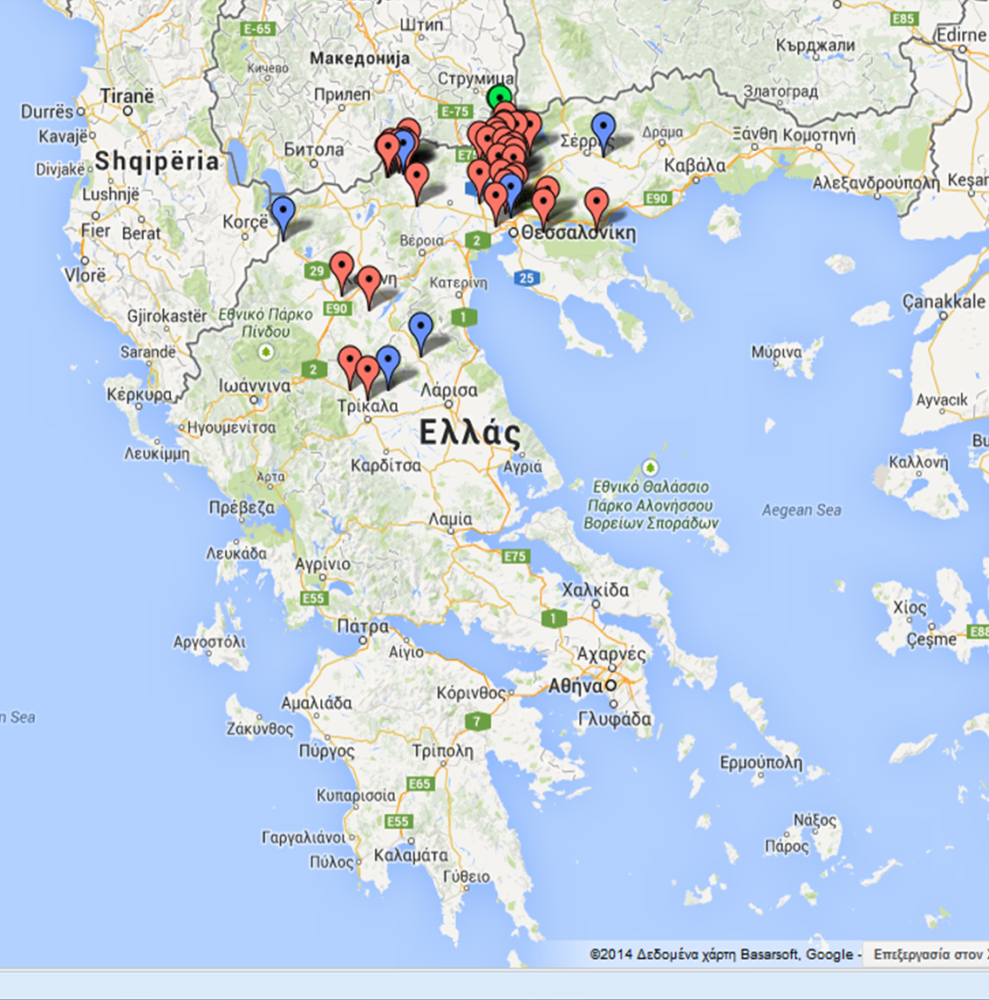 E-65
Штип
E85
Кърджали
Edirne
Македонија
Кичево
Струмица
Tiranë
Прилеп
Златоград
Durrës
E-75
Kavajë
Битола
Σέρρες
Δράμα
Ξάνθη
Κομοτηνή
Shqipëria
Divjakë
E75
Καβάλα
Lushnjë
Αλεξανδρούπολη
Keşan
E90
Korçë
Fier
Berat
Θεσσαλονίκη
Βέροια
2
Vlorë
29
Κατερίνη
25
E90
Çanakkale
Gjirokastër
Εθνικό Πάρκο
Πίνδου
1
Sarandë
Μύρινα
2
Ιωάννινα
Λάρισα
Κέρκυρα
Τρίκαλα
Ayvacık
Ηγουμενίτσα
Ελλάς
Λευκίμμη
Καρδίτσα
Αγριά
Καλλονή
Άρτα
Εθνικό Θαλάσσιο
Πάρκο Αλονήσσου
Βορείων Σποράδων
Aegean Sea
Πρέβεζα
Λαμία
Λευκάδα
E75
Αγρίνιο
Χαλκίδα
E55
Χίος
1
Πάτρα
Çeşme
Αργοστόλι
Αίγιο
Αχαρνές
Αθήνα
Κόρινθος
Αμαλιάδα
n Sea
Ζάκυνθος
7
Γλυφάδα
Πύργος
Τρίπολη
Ερμούπολη
E65
Κυπαρισσία
E55
Νάξος
Γαργαλιάνοι
Πάρος
Καλαμάτα
Πύλος
Γύθειο
©2014 Δεδομένα χάρτη Basarsoft, Google -
Επεξεργασία στον